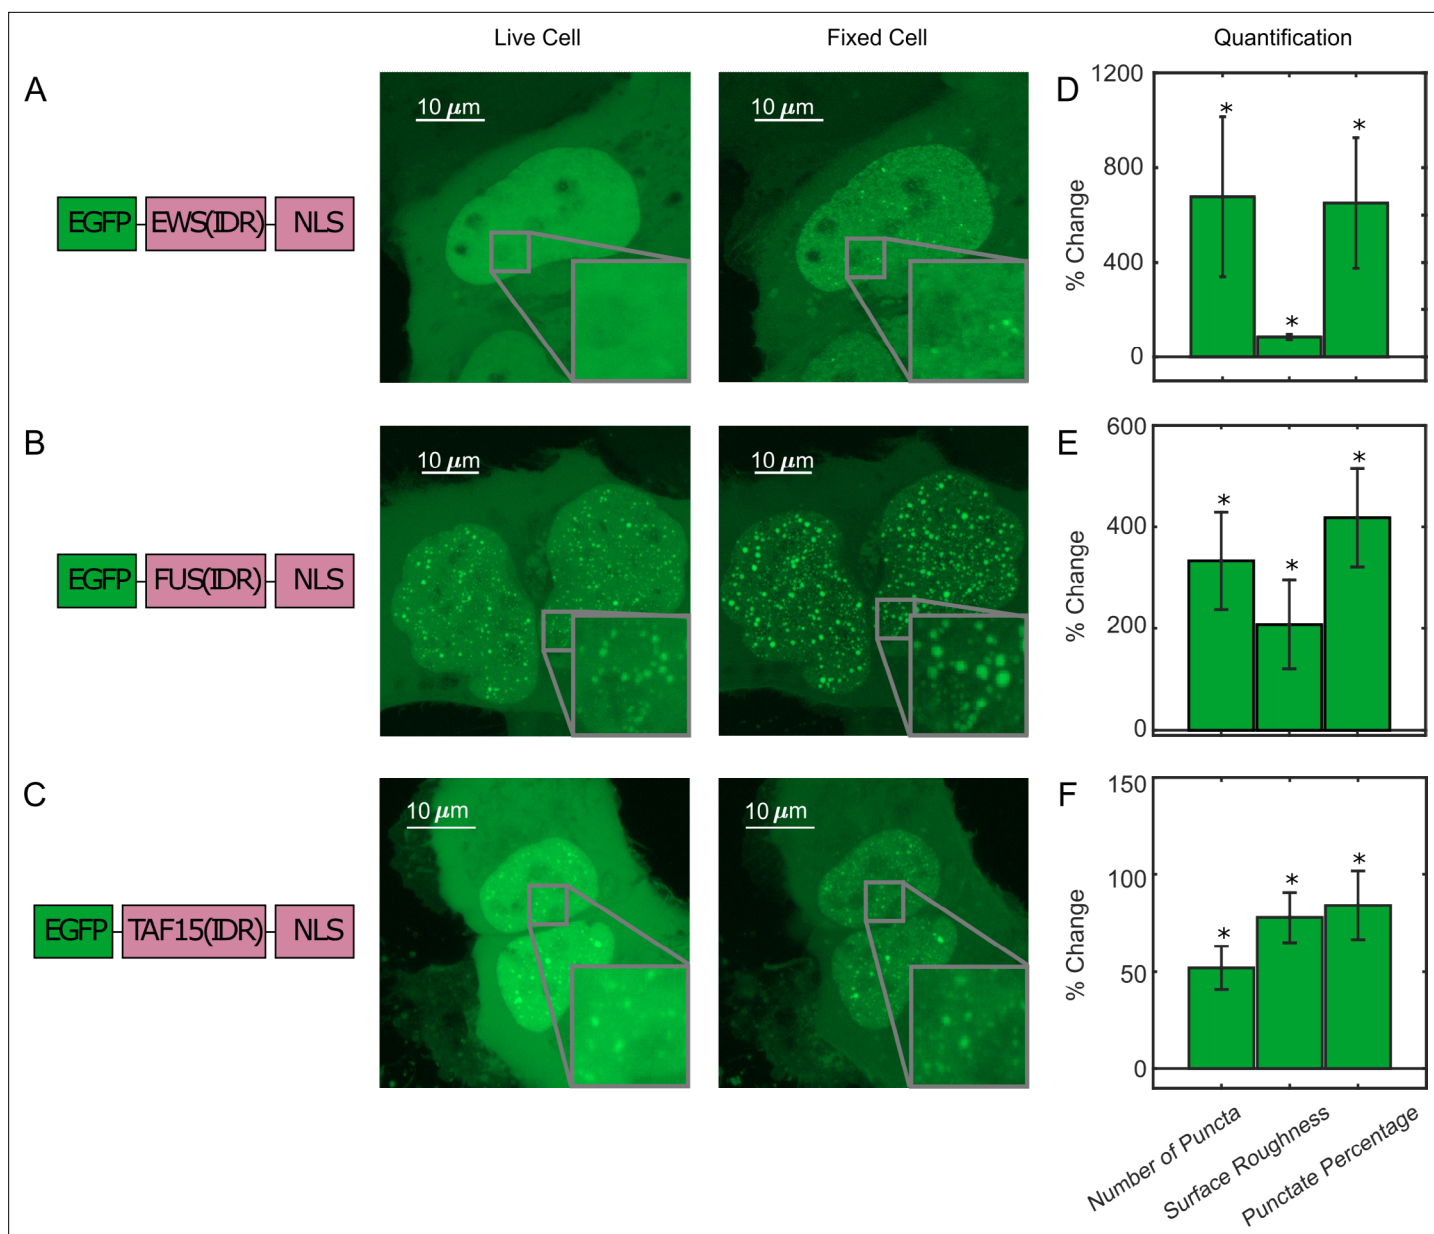 Live Cell Fixed Cell Quantification
A
EGFP EWS(IDR) NLS
10 μm
10 μm
D
1200
800
400
0
% Change
* * *
B
EGFP FUS(IDR) NLS
10 μm
10 μm
E
600
400
200
0
% Change
* * *
C
EGFP TAF15(IDR) NLS
10 μm
10 μm
F
150
100
50
0
% Change
* * *
Number of Puncta
Surface Roughness
Punctate Percentage